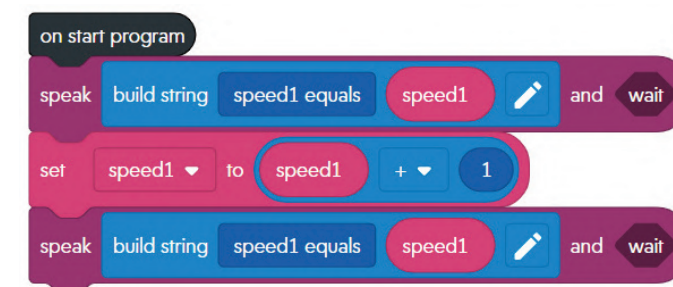 on start program
speak build string speed1 equals speed1 and wait
set speed1 to speed1 + 1
speak build string speed1 equals speed1 and wait